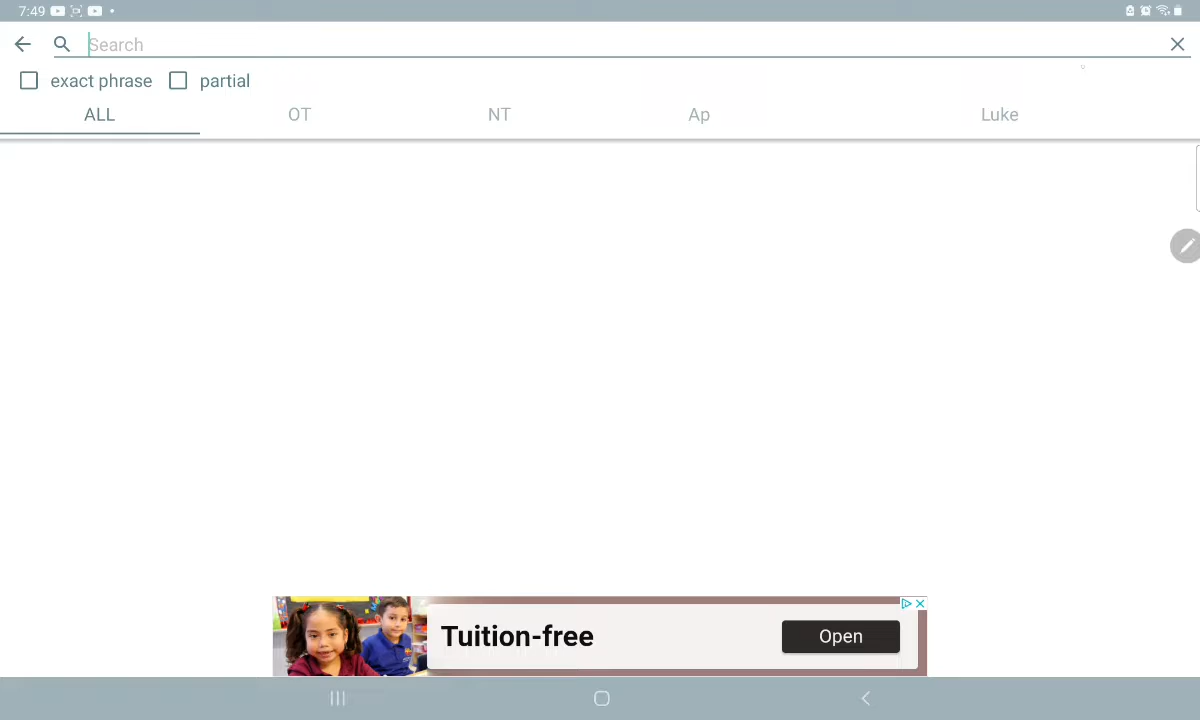 7:49
Search
exact phrase partial
ALL OT NT Ap Luke
Tuition-free
Open